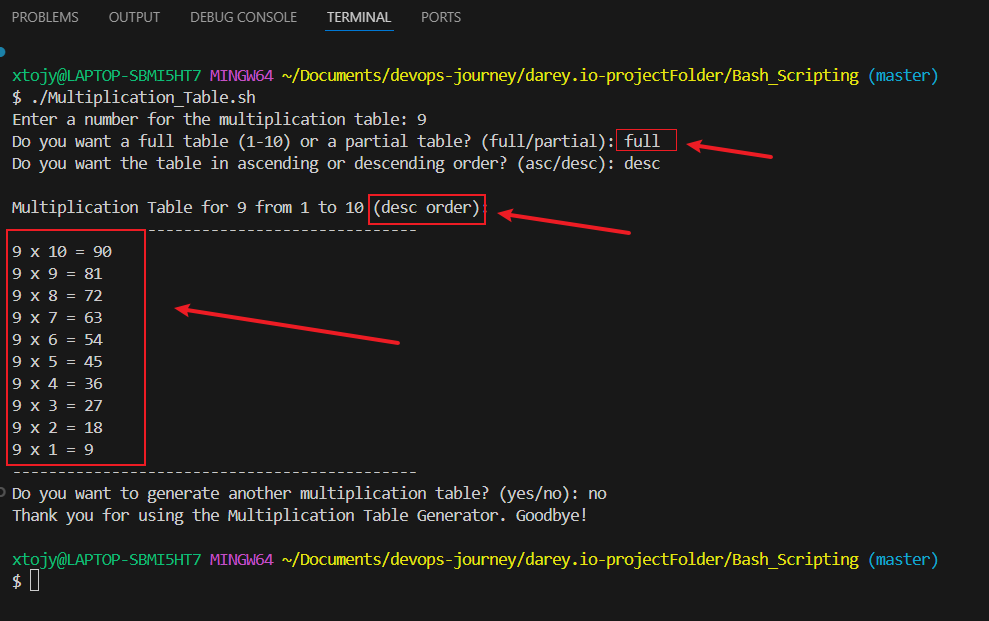 PROBLEMS OUTPUT DEBUG CONSOLE TERMINAL PORTS
xtojy@LAPTOP-SBMI5HT7 MINGW64 ~/Documents/devops-journey/darey.io-projectFolder/Bash_Scripting (master)
$ ./Multiplication_Table.sh
Enter a number for the multiplication table: 9
Do you want a full table (1-10) or a partial table? (full/partial): full
Do you want the table in ascending or descending order? (asc/desc): desc
Multiplication Table for 9 from 1 to 10 (desc order):
---------------------------------------------
9 x 10 = 90
9 x 9 = 81
9 x 8 = 72
9 x 7 = 63
9 x 6 = 54
9 x 5 = 45
9 x 4 = 36
9 x 3 = 27
9 x 2 = 18
9 x 1 = 9
---------------------------------------------
Do you want to generate another multiplication table? (yes/no): no
Thank you for using the Multiplication Table Generator. Goodbye!
xtojy@LAPTOP-SBMI5HT7 MINGW64 ~/Documents/devops-journey/darey.io-projectFolder/Bash_Scripting (master)
$